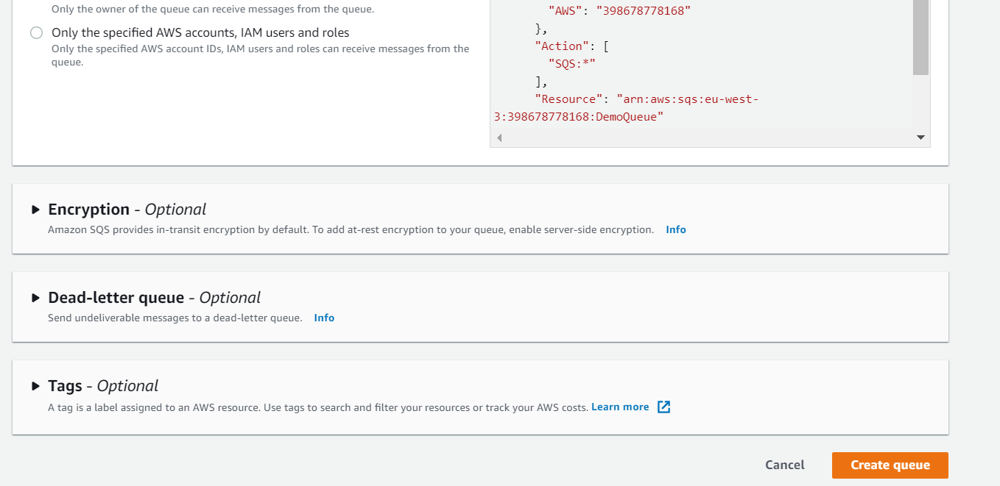 Only the owner of the queue can receive messages from the queue.
Only the specified AWS accounts, IAM users and roles
Only the specified AWS account IDs, IAM users and roles can receive messages from the
queue.
"AWS": "398678778168"
},
"Action": [
"SQS:*"
],
"Resource": "arn:aws:sqs:eu-west-
3:398678778168:DemoQueue"
Encryption - Optional
Amazon SQS provides in-transit encryption by default. To add at-rest encryption to your queue, enable server-side encryption. Info
Dead-letter queue - Optional
Send undeliverable messages to a dead-letter queue. Info
Tags - Optional
A tag is a label assigned to an AWS resource. Use tags to search and filter your resources or track your AWS costs. Learn more
Cancel Create queue